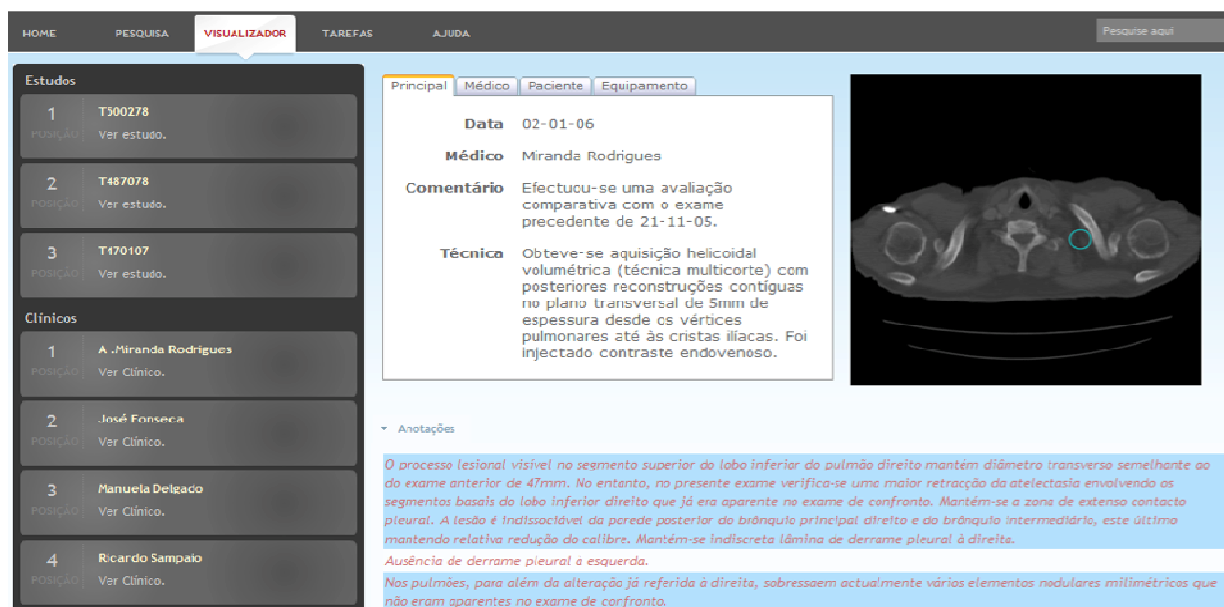 HOME PESQUISA VISUALIZADOR TAREFAS AJUDA Pesquise aqui
Estudos
1 T500278
POSIÇÃO Ver estudo.
2 T487078
POSIÇÃO Ver estudo.
3 T170107
POSIÇÃO Ver estudo.
Clínicos
1 A .Miranda Rodrigues
POSIÇÃO Ver Clínico.
2 José Fonseca
POSIÇÃO Ver Clínico.
3 Manuela Delgado
POSIÇÃO Ver Clínico.
4 Ricardo Sampaio
POSIÇÃO Ver Clínico.
Principal Médico Paciente Equipamento
Data 02-01-06
Médico Miranda Rodrigues
Comentário Efectuou-se uma avaliação
comparativa com o exame
precedente de 21-11-05.
Técnica Obteve-se aquisição helicoidal
volumétrica (técnica multicorte) com
posteriores reconstruções contíguas
no plano transversal de 5mm de
espessura desde os vértices
pulmonares até às cristas ilíacas. Foi
injectado contraste endovenoso.
Anotações
O processo lesional visível no segmento superior do lobo inferior do pulmão direito mantém diâmetro transverso semelhante ao
do exame anterior de 47mm. No entanto, no presente exame verifica-se uma maior retracção da atelectasia envolvendo os
segmentos basais do lobo inferior direito que já era aparente no exame de confronto. Mantém-se a zona de extenso contacto
pleural. A lesão é indissociável da parede posterior do brônquio principal direito e do brônquio intermediário, este último
mantendo relativa redução do calibre. Mantém-se indiscreta lâmina de derrame pleural à direita.
Ausência de derrame pleural à esquerda.
Nos pulmões, para além da alteração já referida à direita, sobressaem actualmente vários elementos nodulares milimétricos que
não eram aparentes no exame de confronto.